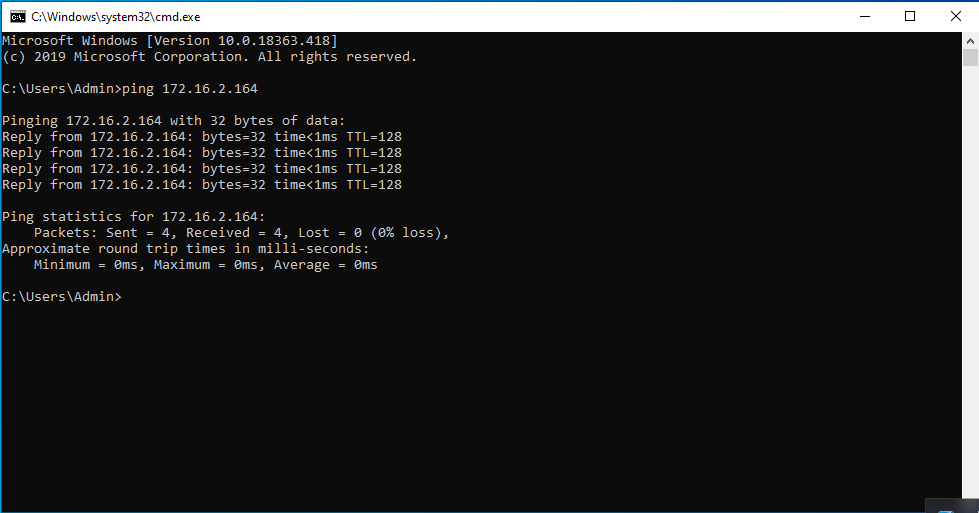 C:\Windows\system32\cmd.exe
Microsoft Windows [Version 10.0.18363.418]
(c) 2019 Microsoft Corporation. All rights reserved.
C:\Users\Admin>ping 172.16.2.164
Pinging 172.16.2.164 with 32 bytes of data:
Reply from 172.16.2.164: bytes=32 time<1ms TTL=128
Reply from 172.16.2.164: bytes=32 time<1ms TTL=128
Reply from 172.16.2.164: bytes=32 time<1ms TTL=128
Reply from 172.16.2.164: bytes=32 time<1ms TTL=128
Ping statistics for 172.16.2.164:
    Packets: Sent = 4, Received = 4, Lost = 0 (0% loss),
Approximate round trip times in milli-seconds:
    Minimum = 0ms, Maximum = 0ms, Average = 0ms
C:\Users\Admin>